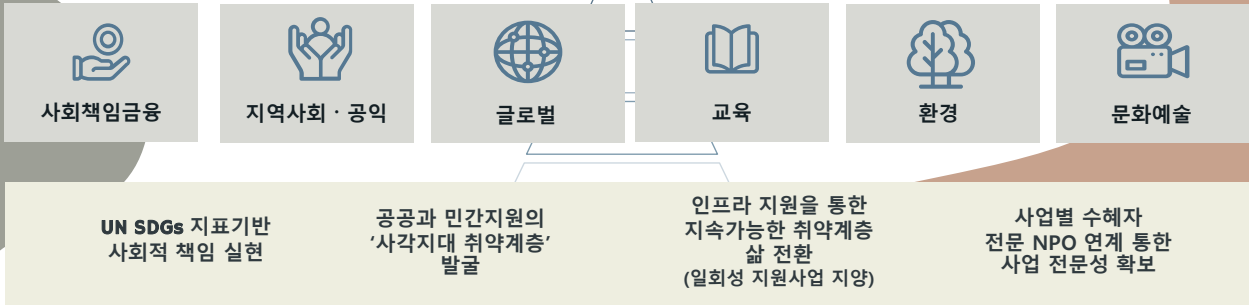 사회책임금융
지역사회 · 공익
글로벌
교육
환경
문화예술
UN SDGs 지표기반
사회적 책임 실현
공공과 민간지원의
‘사각지대 취약계층’
발굴
인프라 지원을 통한
지속가능한 취약계층
삶 전환
(일회성 지원사업 지양)
사업별 수혜자
전문 NPO 연계 통한
사업 전문성 확보